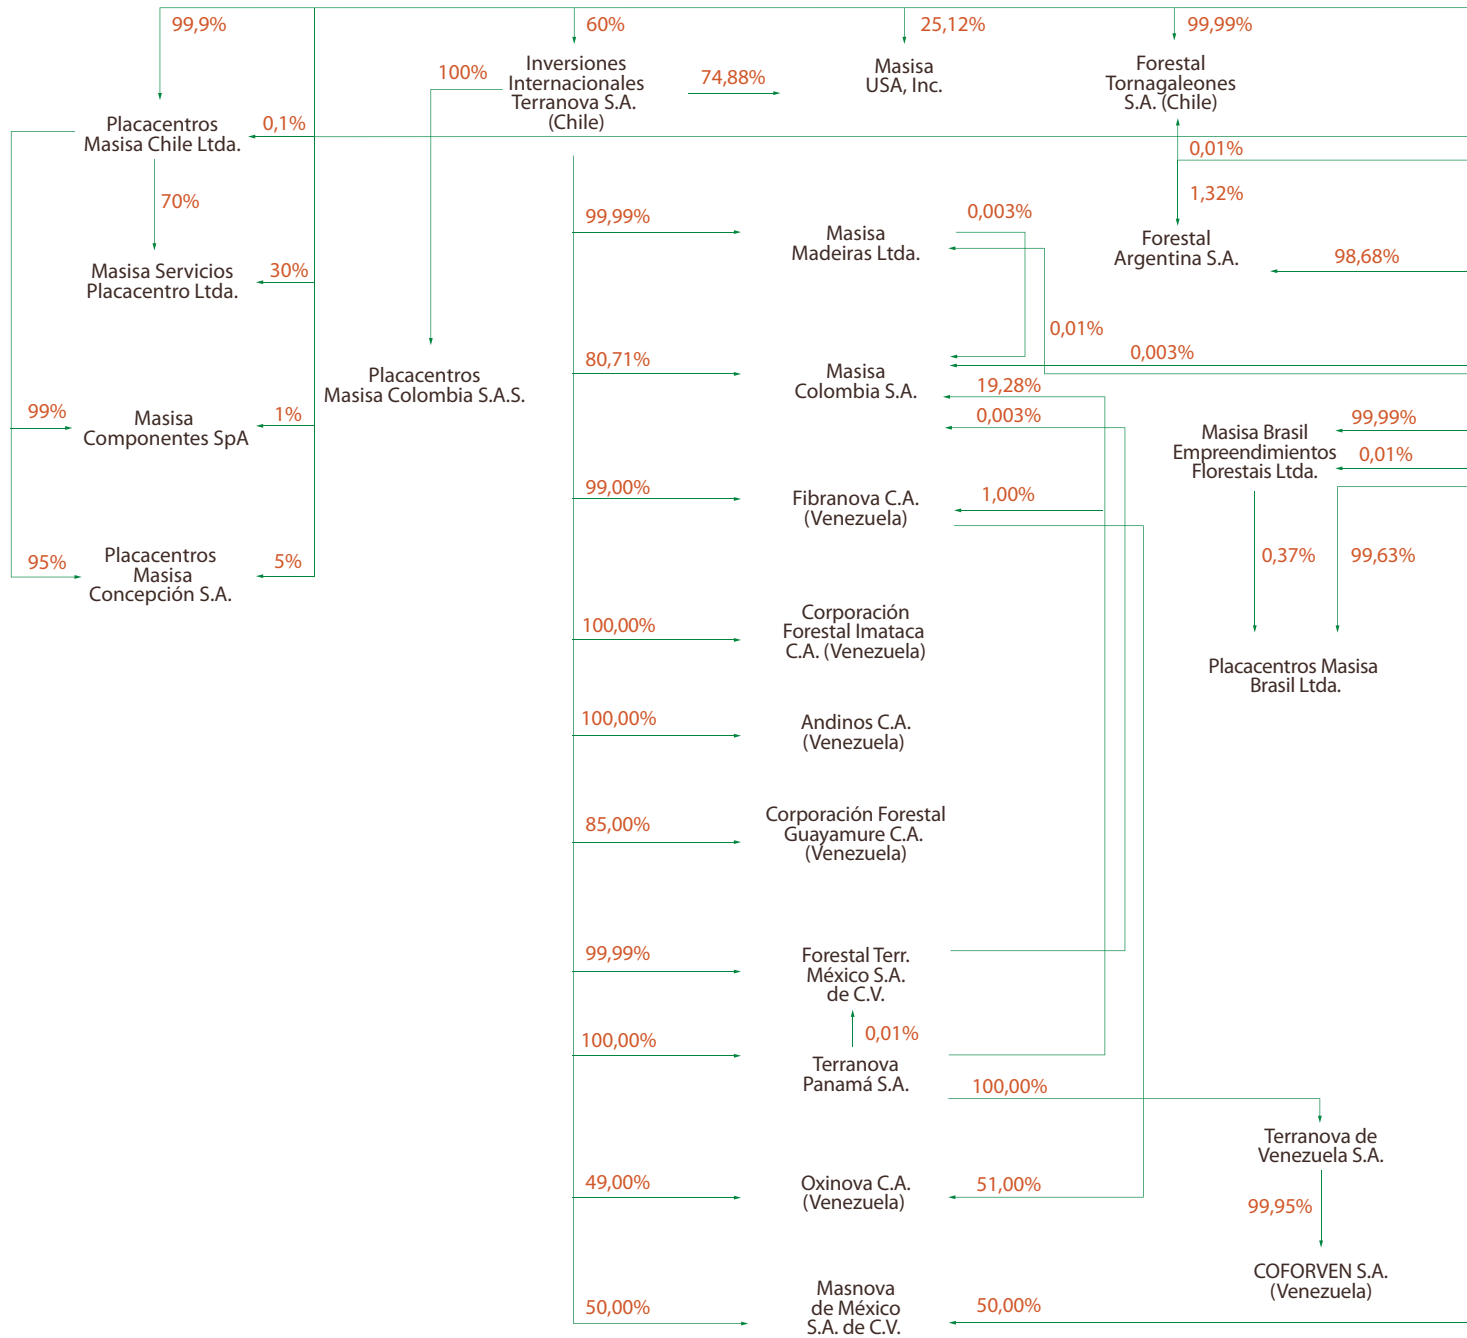 99,9%
60%
25,12%
99,99%
Inversiones
Internacionales
Terranova S.A.
(Chile)
100%
74,88%
Masisa
USA, Inc.
Forestal
Tornagaleones
S.A. (Chile)
Placacentros
Masisa Chile Ltda.
0,1%
0,01%
70%
1,32%
99,99%
0,003%
Masisa
Madeiras Ltda.
Forestal
Argentina S.A.
98,68%
Masisa Servicios
Placacentro Ltda.
30%
0,01%
80,71%
0,003%
Placacentros
Masisa Colombia S.A.S.
Masisa
Colombia S.A.
19,28%
0,003%
99%
Masisa
Componentes SpA
1%
Masisa Brasil
Empreendimientos
Florestais Ltda.
99,99%
0,01%
99,00%
Fibranova C.A.
(Venezuela)
1,00%
95%
Placacentros
Masisa
Concepción S.A.
5%
0,37%
99,63%
100,00%
Corporación
Forestal Imataca
C.A. (Venezuela)
Placacentros Masisa
Brasil Ltda.
100,00%
Andinos C.A.
(Venezuela)
85,00%
Corporación Forestal
Guayamure C.A.
(Venezuela)
99,99%
Forestal Terr.
México S.A.
de C.V.
0,01%
100,00%
Terranova
Panamá S.A.
100,00%
Terranova de
Venezuela S.A.
49,00%
Oxinova C.A.
(Venezuela)
51,00%
99,95%
COFORVEN S.A.
(Venezuela)
50,00%
Masnova
de México
S.A. de C.V.
50,00%